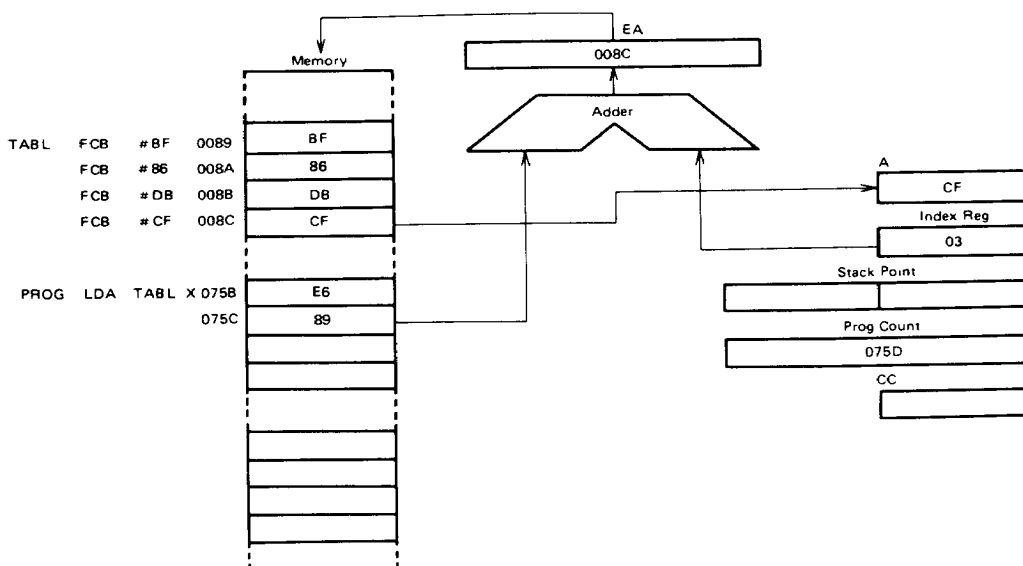 EA
008C
Memory
Adder
TABL FCB #BF 0089 BF
FCB #86 008A 86
FCB #DB 008B DB
FCB #CF 008C CF
A
CF
Index Reg
03
Stack Point
PROG LDA TABL X 075B E6
075C 89
Prog Count
075D
CC